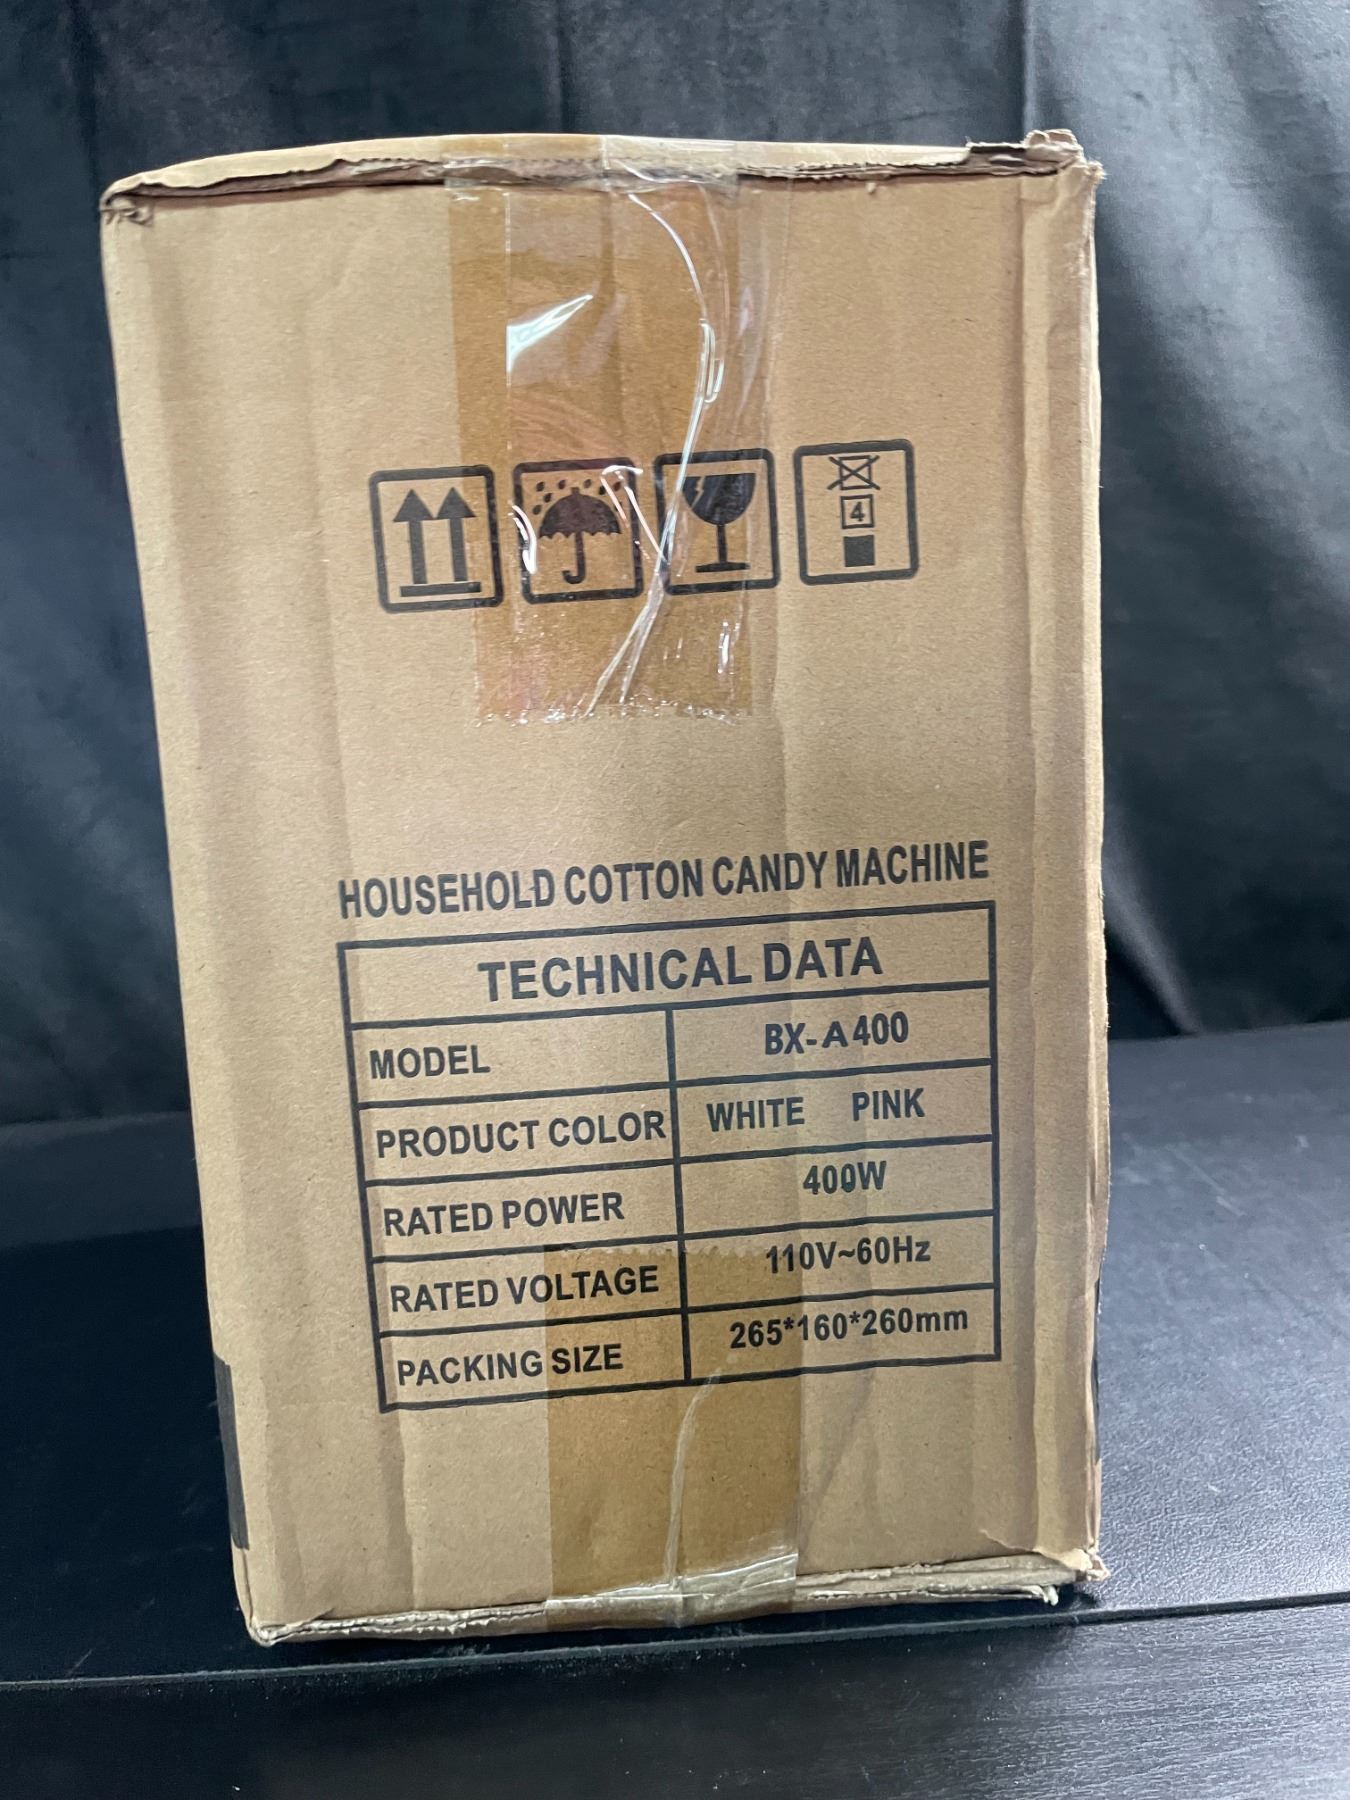 4
HOUSEHOLD COTTON CANDY MACHINE
TECHNICAL DATA
MODEL BX-A400
PRODUCT COLOR WHITE PINK
RATED POWER 400W
RATED VOLTAGE 110V~60Hz
PACKING SIZE 265*160*260mm